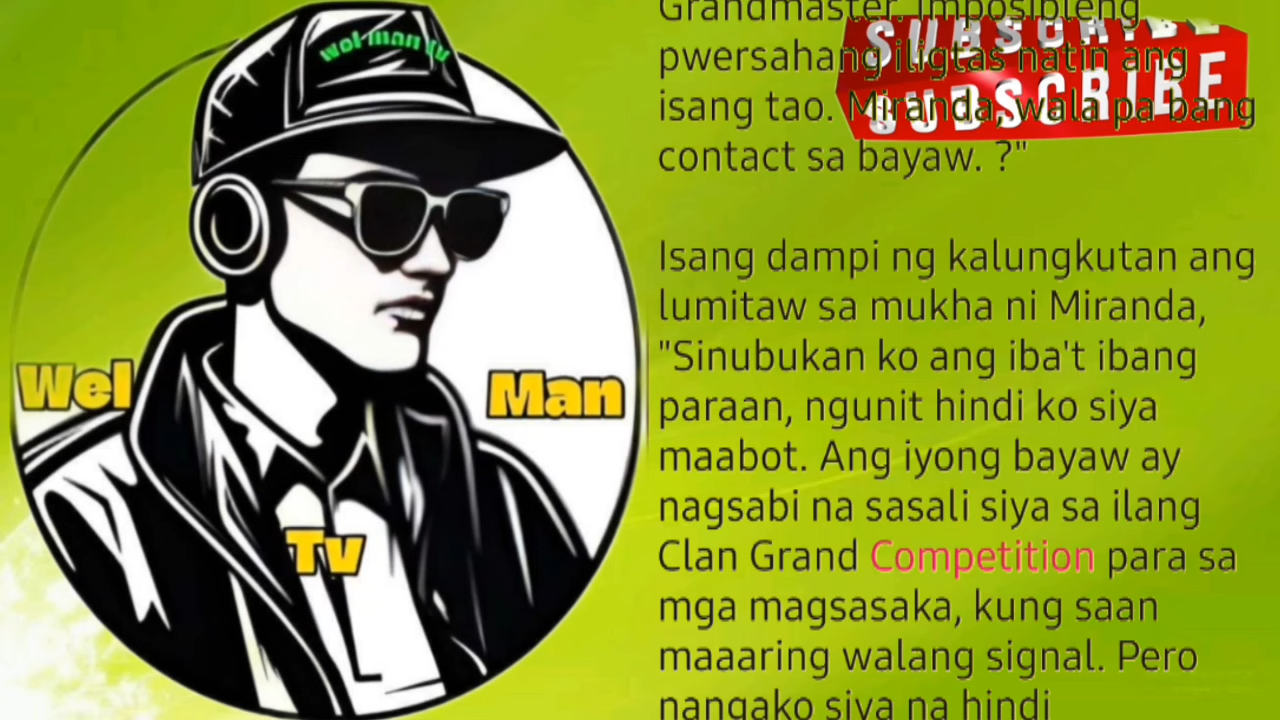 wel man tv
Wel
Man
Tv
SUBSCRIBE
SUBSCRIBE
Grandmaster. Imposibleng
pwersahang iligtas natin ang
isang tao. Miranda, wala pa bang
contact sa bayaw. ?"
Isang dampi ng kalungkutan ang
lumitaw sa mukha ni Miranda,
"Sinubukan ko ang iba't ibang
paraan, ngunit hindi ko siya
maabot. Ang iyong bayaw ay
nagsabi na sasali siya sa ilang
Clan Grand Competition para sa
mga magsasaka, kung saan
maaaring walang signal. Pero
nangako siya na hindi